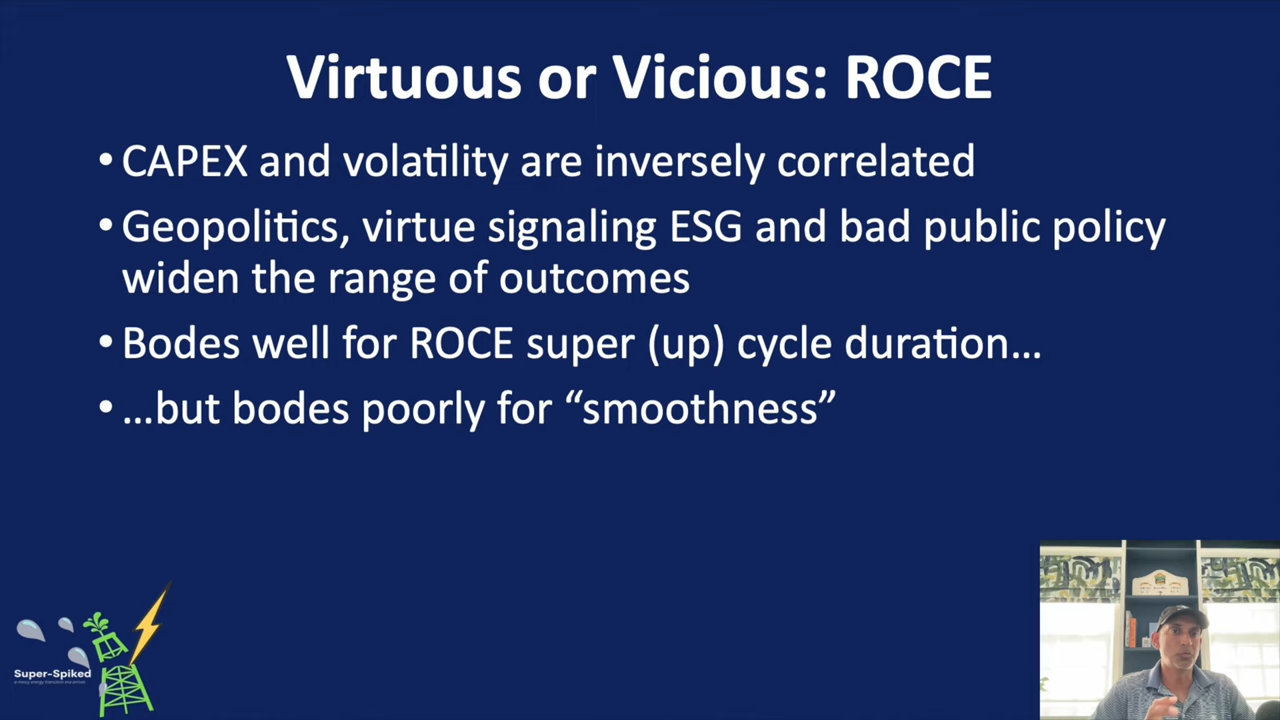 Virtuous or Vicious: ROCE
• CAPEX and volatility are inversely correlated
• Geopolitics, virtue signaling ESG and bad public policy
widen the range of outcomes
• Bodes well for ROCE super (up) cycle duration…
• …but bodes poorly for “smoothness”
Super-Spiked